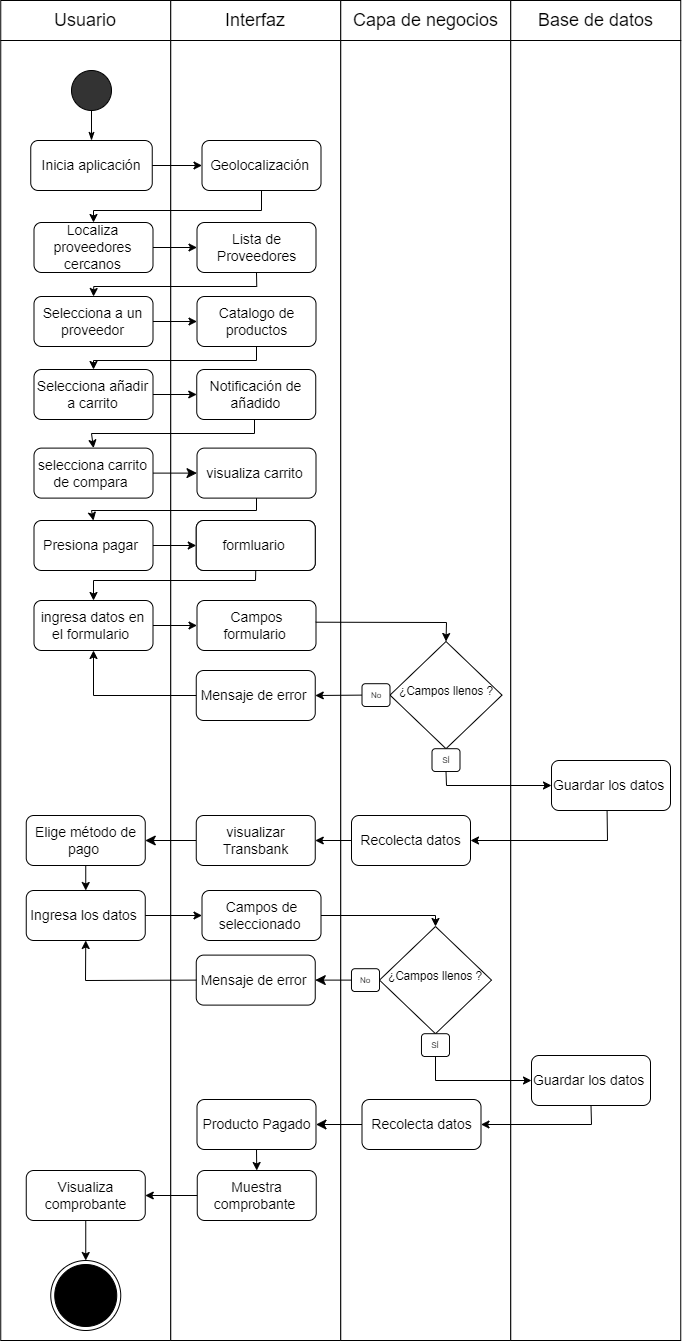 Usuario
Interfaz
Capa de negocios
Base de datos
Inicia aplicación
Geolocalización
Localiza
proveedores
cercanos
Lista de
Proveedores
Selecciona a un
proveedor
Catalogo de
productos
Selecciona añadir
a carrito
Notificación de
añadido
selecciona carrito
de compara
visualiza carrito
Presiona pagar
formluario
ingresa datos en
el formulario
Campos
formulario
¿Campos llenos ?
No
Mensaje de error
SÍ
Guardar los datos
Recolecta datos
visualizar
Transbank
Elige método de
pago
Ingresa los datos
Campos de
seleccionado
¿Campos llenos ?
No
Mensaje de error
SÍ
Guardar los datos
Recolecta datos
Producto Pagado
Muestra
comprobante
Visualiza
comprobante